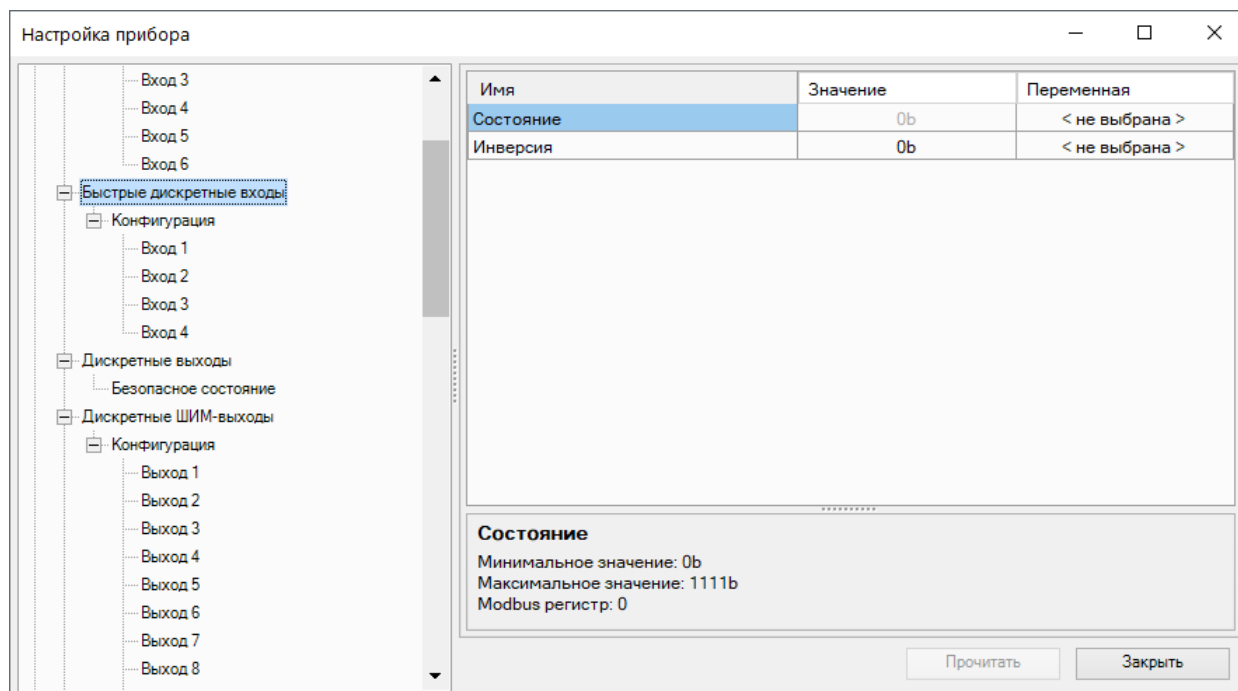 Настройка прибора
Вход 3
Вход 4
Вход 5
Вход 6
Быстрые дискретные входы
Конфигурация
Вход 1
Вход 2
Вход 3
Вход 4
Дискретные выходы
Безопасное состояние
Дискретные ШИМ-выходы
Конфигурация
Выход 1
Выход 2
Выход 3
Выход 4
Выход 5
Выход 6
Выход 7
Выход 8
Имя Значение Переменная
Состояние 0b < не выбрана >
Инверсия 0b < не выбрана >
Состояние
Минимальное значение: 0b
Максимальное значение: 1111b
Modbus регистр: 0
Прочитать Закрыть